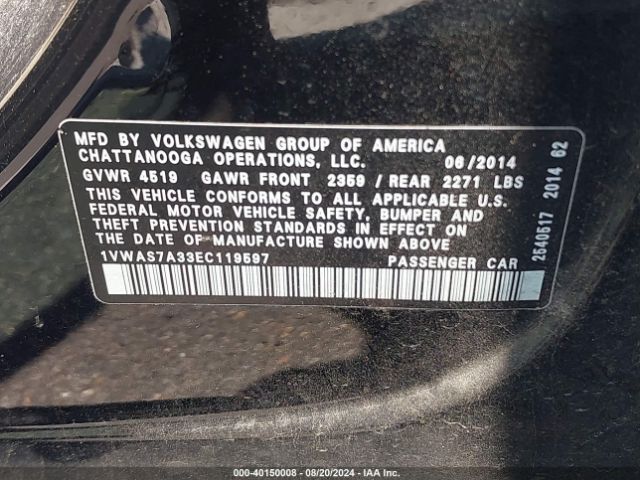 MFD BY VOLKSWAGEN GROUP OF AMERICA
CHATTANOOGA OPERATIONS, LLC. 06/2014
GVWR 4519 GAWR FRONT 2359 / REAR 2271 LBS
THIS VEHICLE CONFORMS TO ALL APPLICABLE U.S.
FEDERAL MOTOR VEHICLE SAFETY, BUMPER AND
THEFT PREVENTION STANDARDS IN EFFECT ON
THE DATE OF MANUFACTURE SHOWN ABOVE
1VWAS7A33EC119597 PASSENGER CAR
2540517 2014 62
000-40150008 - 08/20/2024 - IAA Inc.